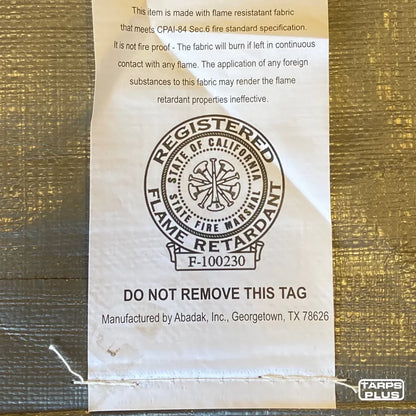 This item is made with flame resistatant fabric
that meets CPAI-84 Sec.6 fire standard specification.
It is not fire proof - The fabric will burn if left in continuous
contact with any flame. The application of any foreign
substances to this fabric may render the flame
retardant properties ineffective.
REGISTERED
STATE OF CALIFORNIA
STATE FIRE MARSHAL
FLAME RETARDANT
F-100230
DO NOT REMOVE THIS TAG
Manufactured by Abadak, Inc., Georgetown, TX 78626
TARPS
PLUS